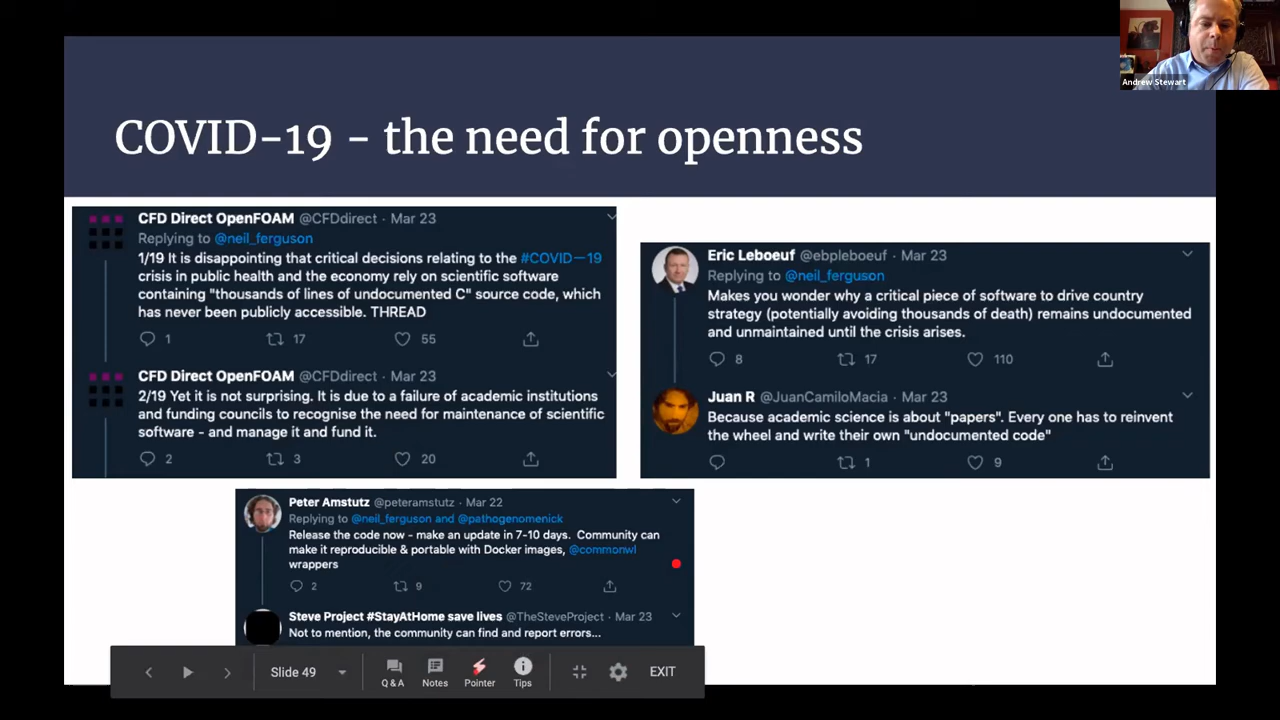 Andrew Stewart
COVID-19 - the need for openness
CFD Direct OpenFOAM @CFDdirect · Mar 23
Replying to @neil_ferguson
1/19 It is disappointing that critical decisions relating to the #COVID—19
crisis in public health and the economy rely on scientific software
containing "thousands of lines of undocumented C" source code, which
has never been publicly accessible. THREAD
1 17 55
CFD Direct OpenFOAM @CFDdirect · Mar 23
2/19 Yet it is not surprising. It is due to a failure of academic institutions
and funding councils to recognise the need for maintenance of scientific
software - and manage it and fund it.
2 3 20
Eric Leboeuf @ebpleboeuf · Mar 23
Replying to @neil_ferguson
Makes you wonder why a critical piece of software to drive country
strategy (potentially avoiding thousands of death) remains undocumented
and unmaintained until the crisis arises.
8 17 110
Juan R @JuanCamiloMacia · Mar 23
Because academic science is about "papers". Every one has to reinvent
the wheel and write their own "undocumented code"
1 9
Peter Amstutz @peteramstutz · Mar 22
Replying to @neil_ferguson and @pathogenomenick
Release the code now - make an update in 7-10 days. Community can
make it reproducible & portable with Docker images, @commonwl
wrappers
2 9 72
Steve Project #StayAtHome save lives @TheSteveProject · Mar 23
Not to mention, the community can find and report errors...
Slide 49
Q & A Notes Pointer Tips
EXIT